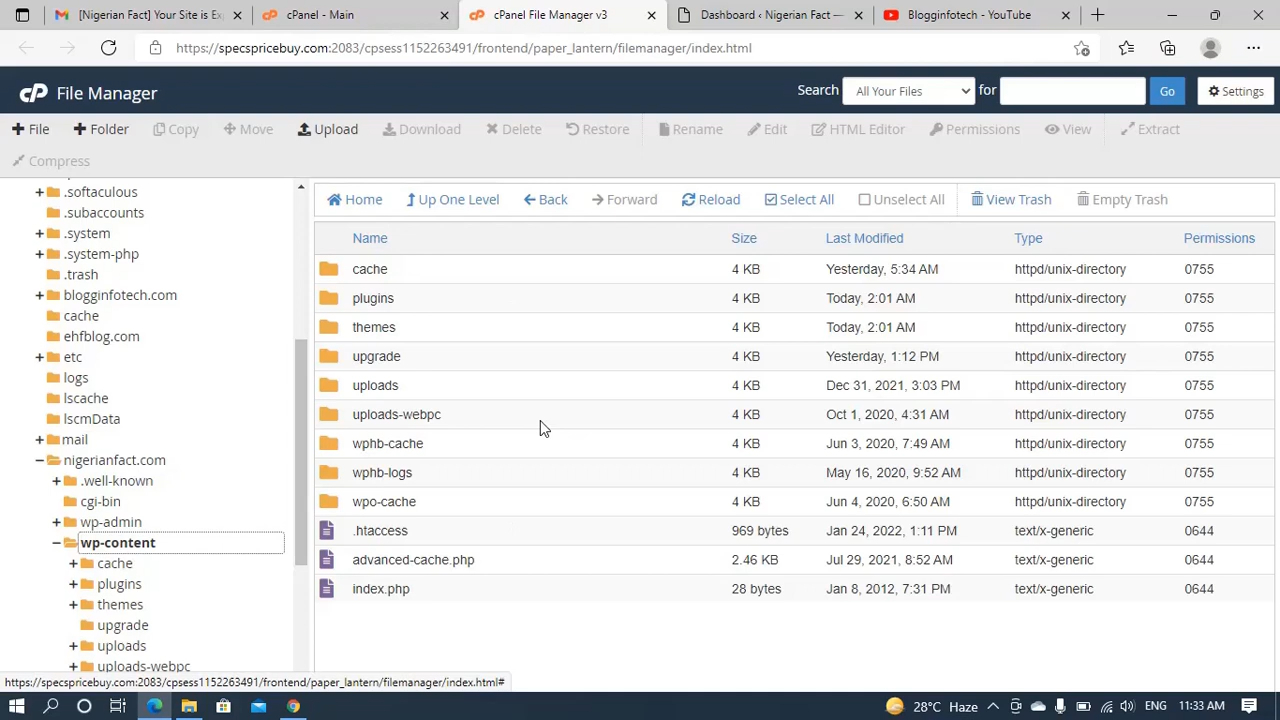 [Nigerian Fact] Your Site is Exp
cPanel - Main
cPanel File Manager v3
Dashboard ‹ Nigerian Fact —
Blogginfotech - YouTube
https://specspricebuy.com:2083/cpsess1152263491/frontend/paper_lantern/filemanager/index.html
cP File Manager
Search All Your Files for Go Settings
File Folder Copy Move Upload Download Delete Restore Rename Edit HTML Editor Permissions View Extract
Compress
Home Up One Level Back Forward Reload Select All Unselect All View Trash Empty Trash
.softaculous
.subaccounts
.system
.system-php
.trash
blogginfotech.com
cache
ehfblog.com
etc
logs
lscache
lscmData
mail
nigerianfact.com
.well-known
cgi-bin
wp-admin
wp-content
cache
plugins
themes
upgrade
uploads
uploads-webpc
Name Size Last Modified Type Permissions
cache 4 KB Yesterday, 5:34 AM httpd/unix-directory 0755
plugins 4 KB Today, 2:01 AM httpd/unix-directory 0755
themes 4 KB Today, 2:01 AM httpd/unix-directory 0755
upgrade 4 KB Yesterday, 1:12 PM httpd/unix-directory 0755
uploads 4 KB Dec 31, 2021, 3:03 PM httpd/unix-directory 0755
uploads-webpc 4 KB Oct 1, 2020, 4:31 AM httpd/unix-directory 0755
wphb-cache 4 KB Jun 3, 2020, 7:49 AM httpd/unix-directory 0755
wphb-logs 4 KB May 16, 2020, 9:52 AM httpd/unix-directory 0755
wpo-cache 4 KB Jun 4, 2020, 6:50 AM httpd/unix-directory 0755
.htaccess 969 bytes Jan 24, 2022, 1:11 PM text/x-generic 0644
advanced-cache.php 2.46 KB Jul 29, 2021, 8:52 AM text/x-generic 0644
index.php 28 bytes Jan 8, 2012, 7:31 PM text/x-generic 0644
https://specspricebuy.com:2083/cpsess1152263491/frontend/paper_lantern/filemanager/index.html#
28°C Haze ENG 11:33 AM